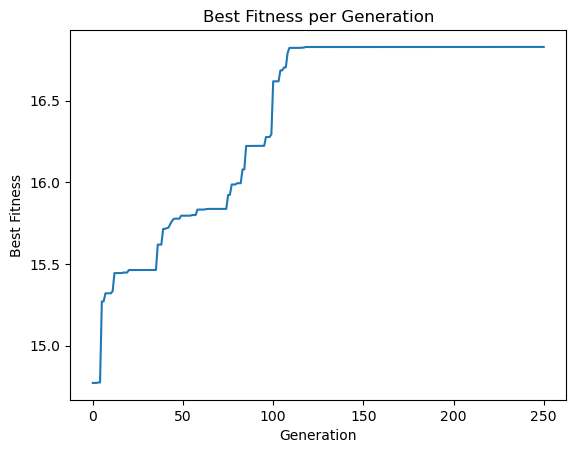 Best Fitness per Generation
16.5
16.0
15.5
15.0
Best Fitness
0 50 100 150 200 250
Generation